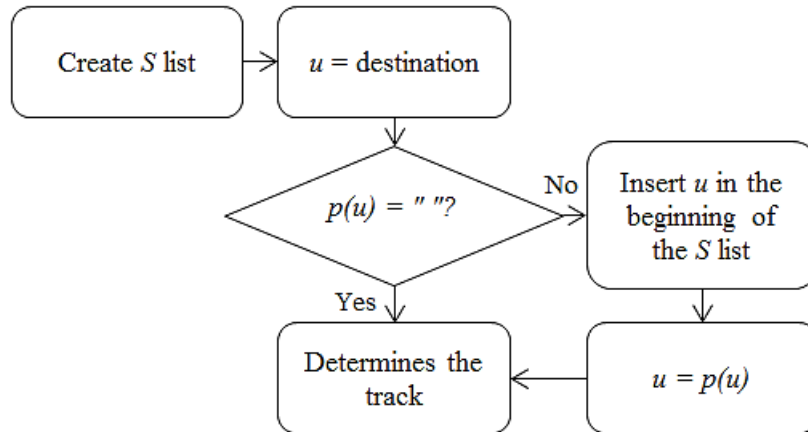 Create S list
u = destination
p(u) = " "?
No
Insert u in the
beginning of
the S list
Yes
Determines the
track
u = p(u)